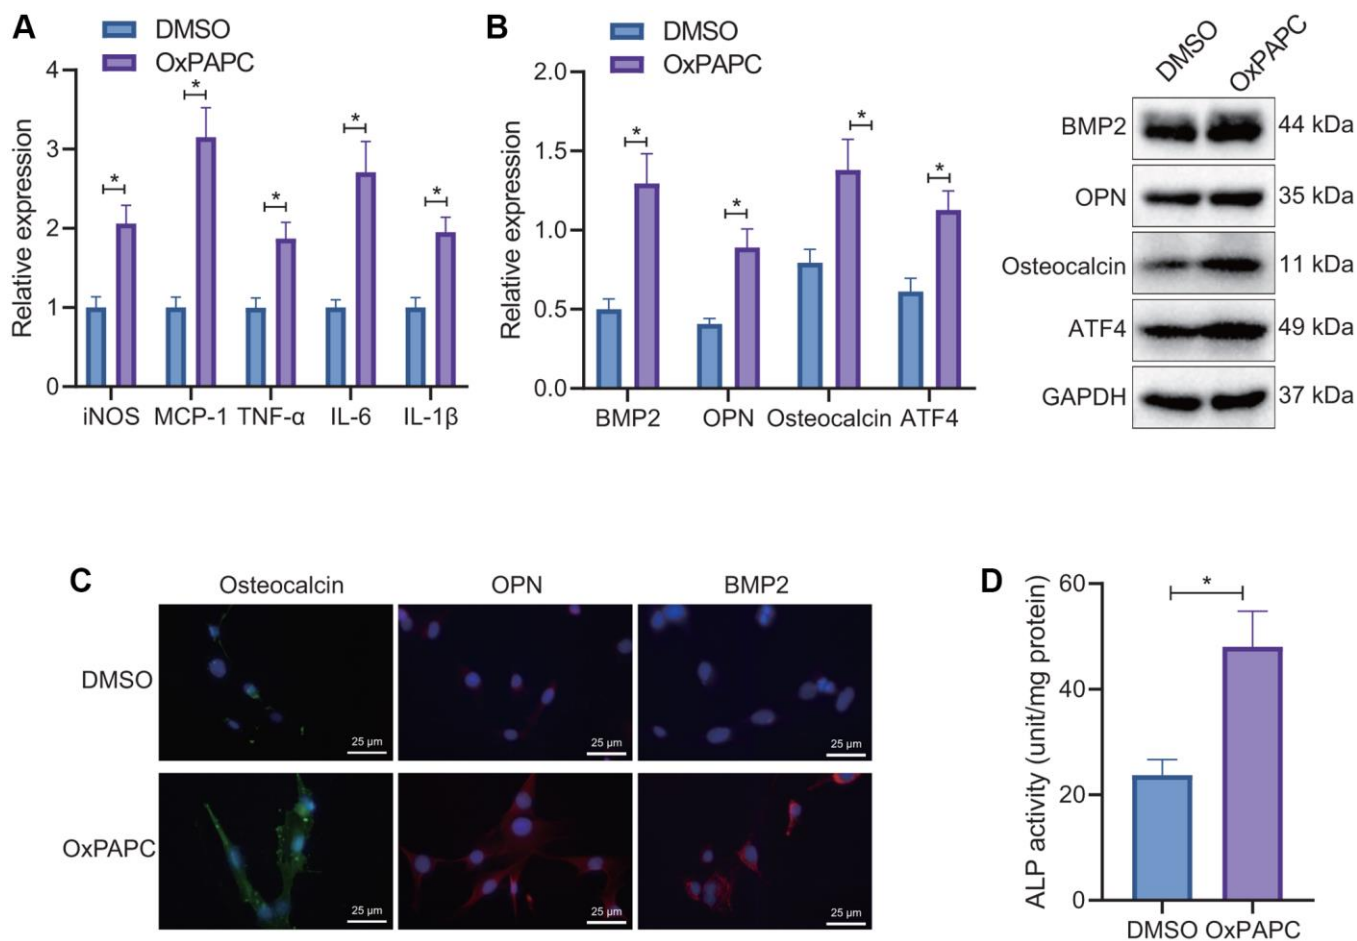 A
DMSO
OxPAPC
Relative expression
4
3
2
1
0
* * * * *
iNOS MCP-1 TNF-α IL-6 IL-1β
B
DMSO
OxPAPC
Relative expression
2.0
1.5
1.0
0.5
0.0
* * * *
BMP2 OPN Osteocalcin ATF4
DMSO OxPAPC
BMP2 44 kDa
OPN 35 kDa
Osteocalcin 11 kDa
ATF4 49 kDa
GAPDH 37 kDa
C
Osteocalcin OPN BMP2
DMSO
25 μm 25 μm 25 μm
OxPAPC
25 μm 25 μm 25 μm
D
ALP activity (unit/mg protein)
60
40
20
0
*
DMSO OxPAPC